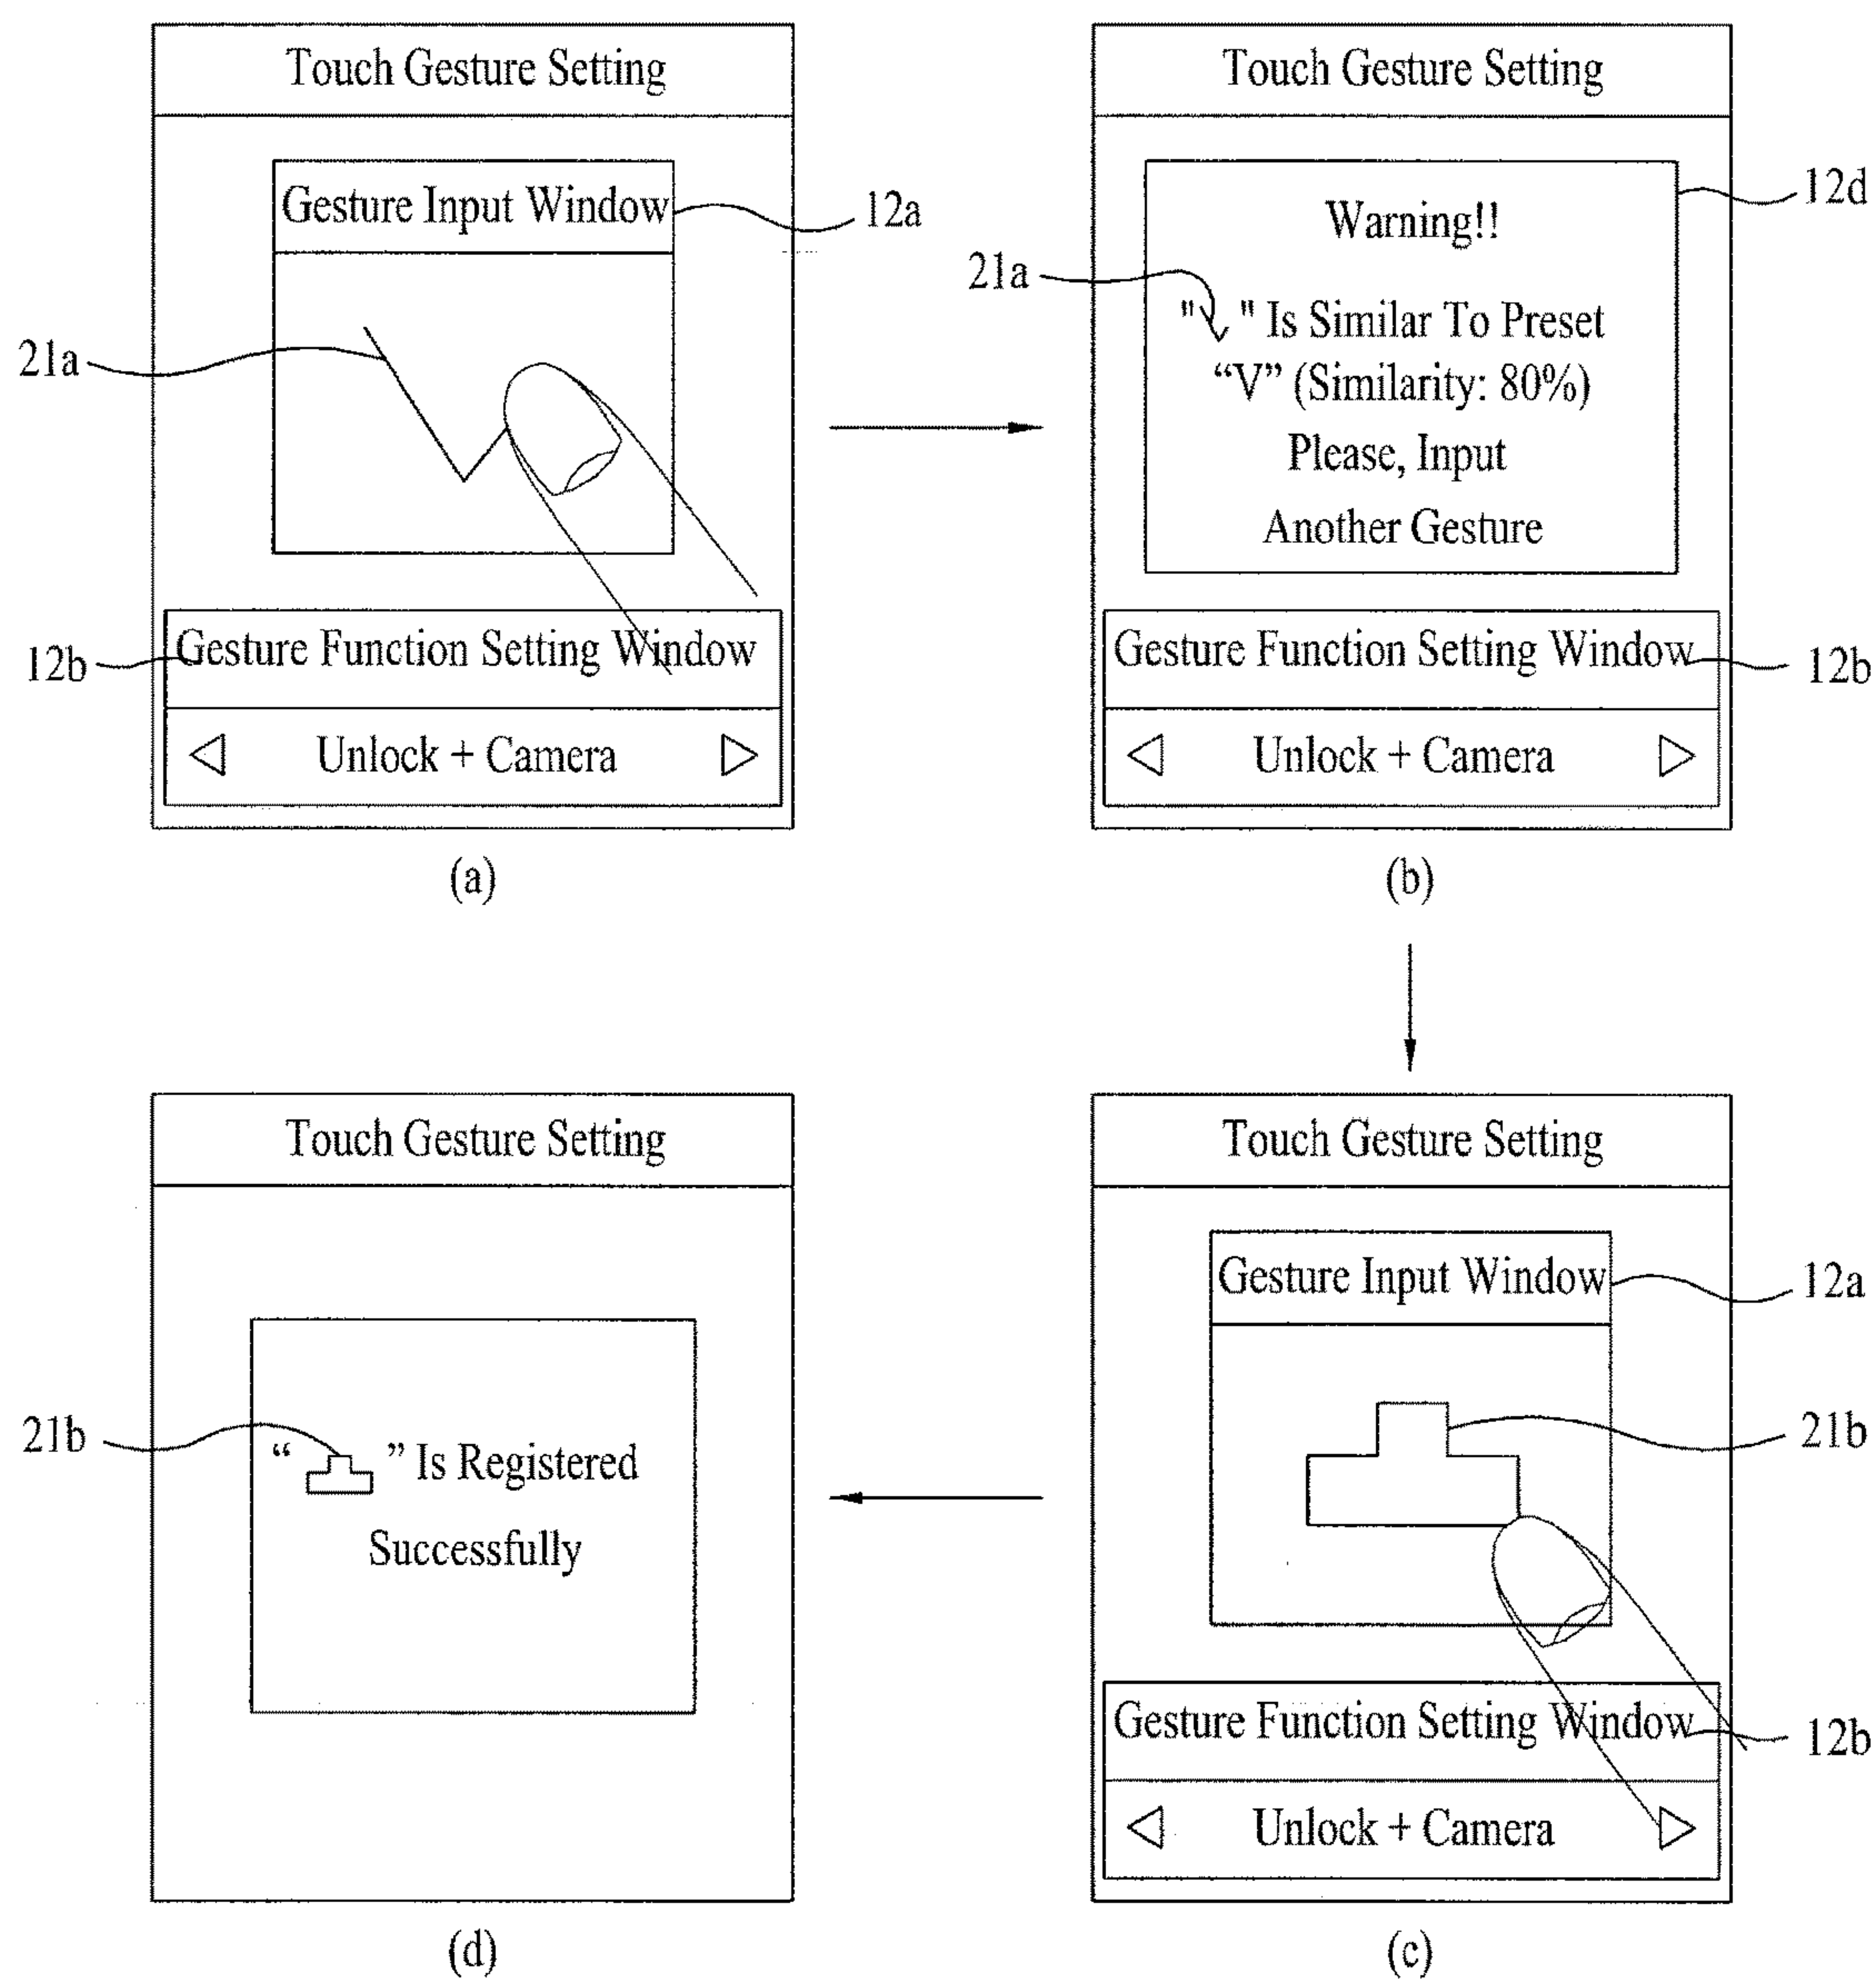 Touch Gesture Setting
Gesture Input Window
12a
21a
12b
Gesture Function Setting Window
Unlock + Camera
(a)
Touch Gesture Setting
12d
Warning!!
21a
" " Is Similar To Preset
“V” (Similarity: 80%)
Please, Input
Another Gesture
Gesture Function Setting Window
12b
Unlock + Camera
(b)
Touch Gesture Setting
21b
“ ” Is Registered
Successfully
(d)
Touch Gesture Setting
Gesture Input Window
12a
21b
Gesture Function Setting Window
12b
Unlock + Camera
(c)